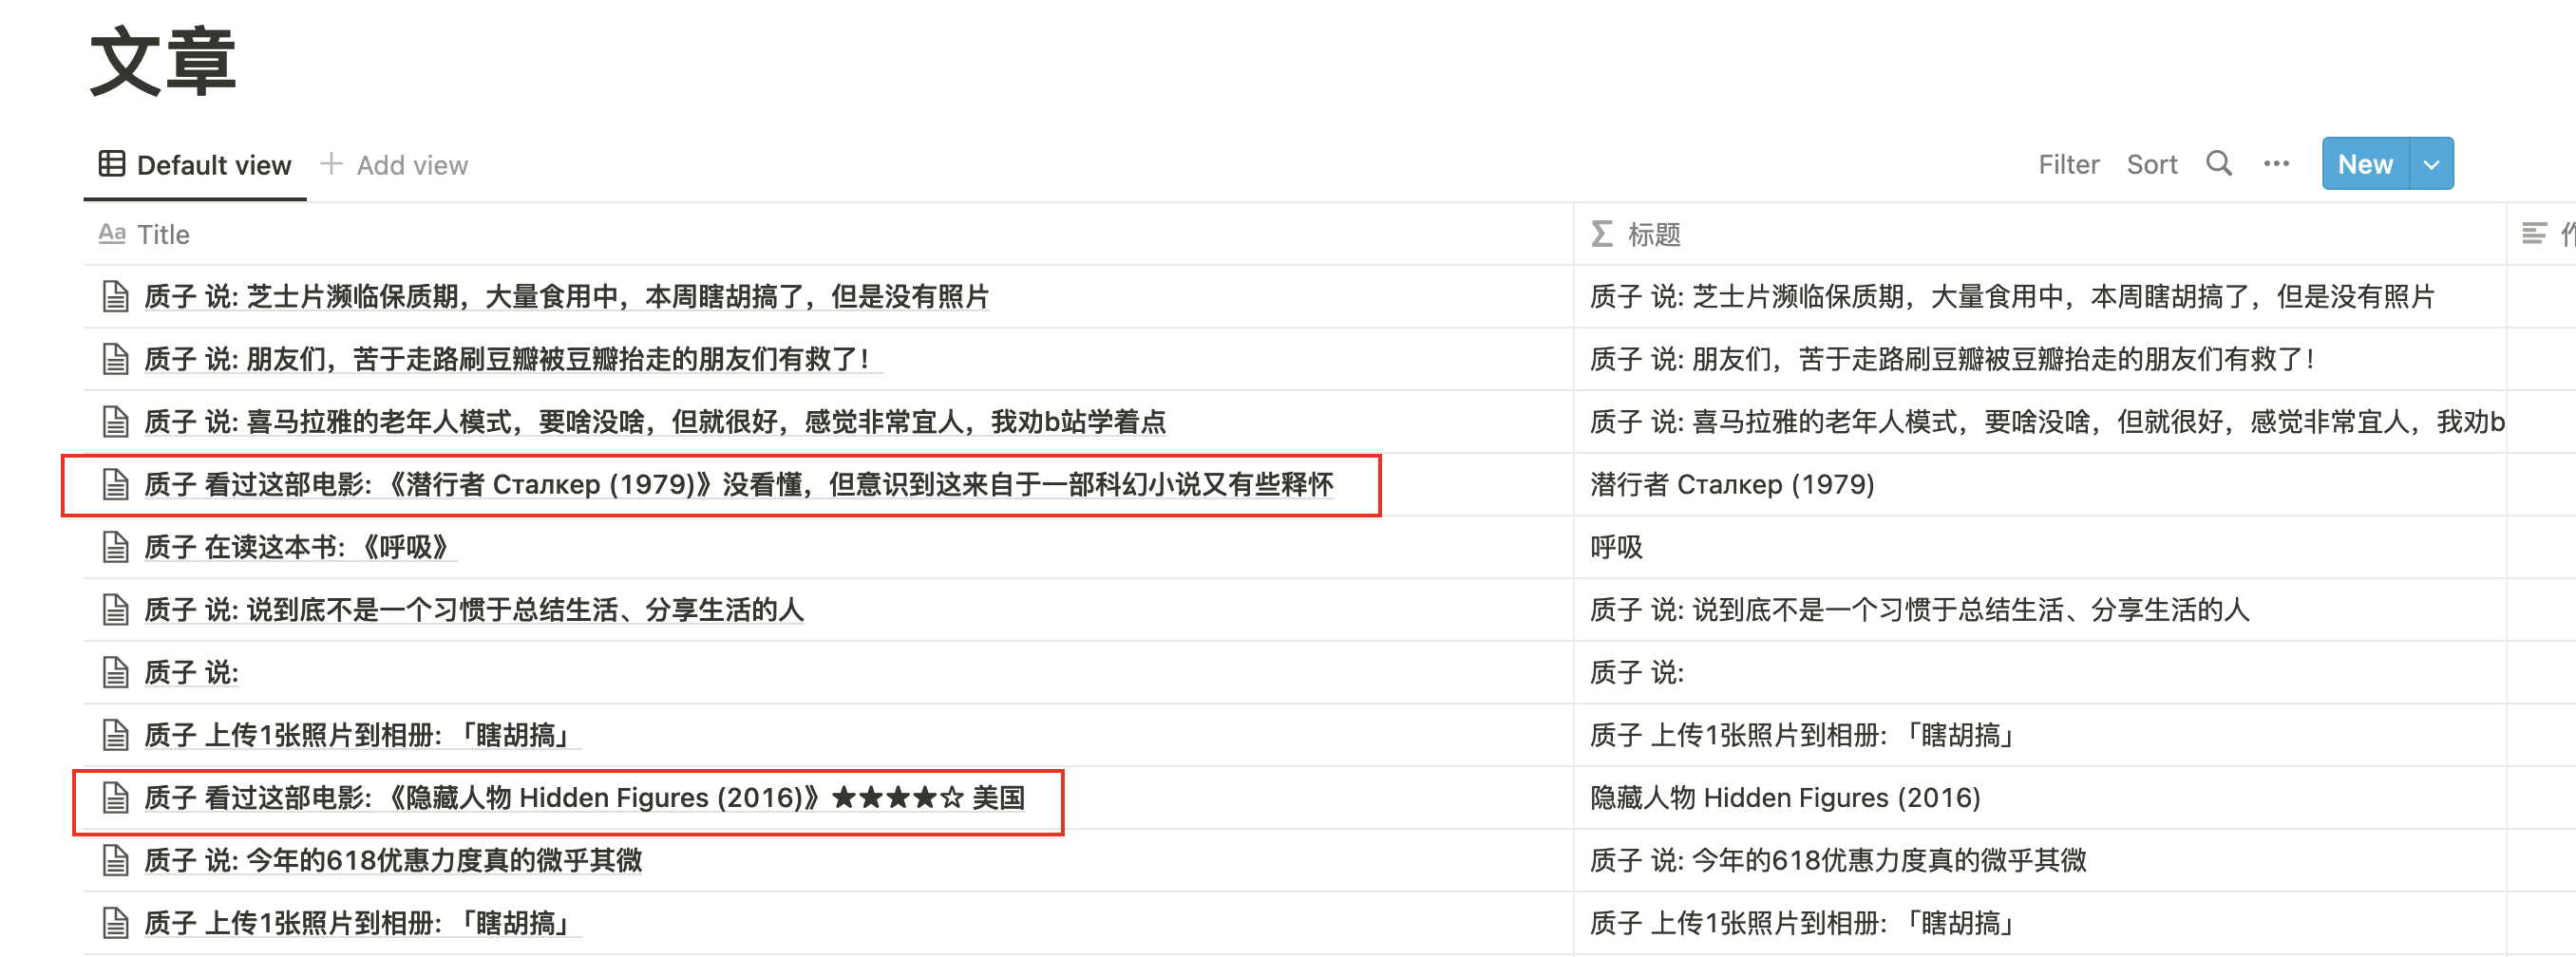 文章
Default view + Add view Filter Sort New
Aa Title Σ 标题
质子 说: 芝士片濒临保质期，大量食用中，本周瞎胡搞了，但是没有照片 质子 说: 芝士片濒临保质期，大量食用中，本周瞎胡搞了，但是没有照片
质子 说: 朋友们，苦于走路刷豆瓣被豆瓣抬走的朋友们有救了！ 质子 说: 朋友们，苦于走路刷豆瓣被豆瓣抬走的朋友们有救了！
质子 说: 喜马拉雅的老年人模式，要啥没啥，但就很好，感觉非常宜人，我劝b站学着点 质子 说: 喜马拉雅的老年人模式，要啥没啥，但就很好，感觉非常宜人，我劝b
质子 看过这部电影: 《潜行者 Сталкер (1979)》没看懂，但意识到这来自于一部科幻小说又有些释怀 潜行者 Сталкер (1979)
质子 在读这本书: 《呼吸》 呼吸
质子 说: 说到底不是一个习惯于总结生活、分享生活的人 质子 说: 说到底不是一个习惯于总结生活、分享生活的人
质子 说: 质子 说:
质子 上传1张照片到相册: 「瞎胡搞」 质子 上传1张照片到相册: 「瞎胡搞」
质子 看过这部电影: 《隐藏人物 Hidden Figures (2016)》★★★★☆ 美国 隐藏人物 Hidden Figures (2016)
质子 说: 今年的618优惠力度真的微乎其微 质子 说: 今年的618优惠力度真的微乎其微
质子 上传1张照片到相册: 「瞎胡搞」 质子 上传1张照片到相册: 「瞎胡搞」